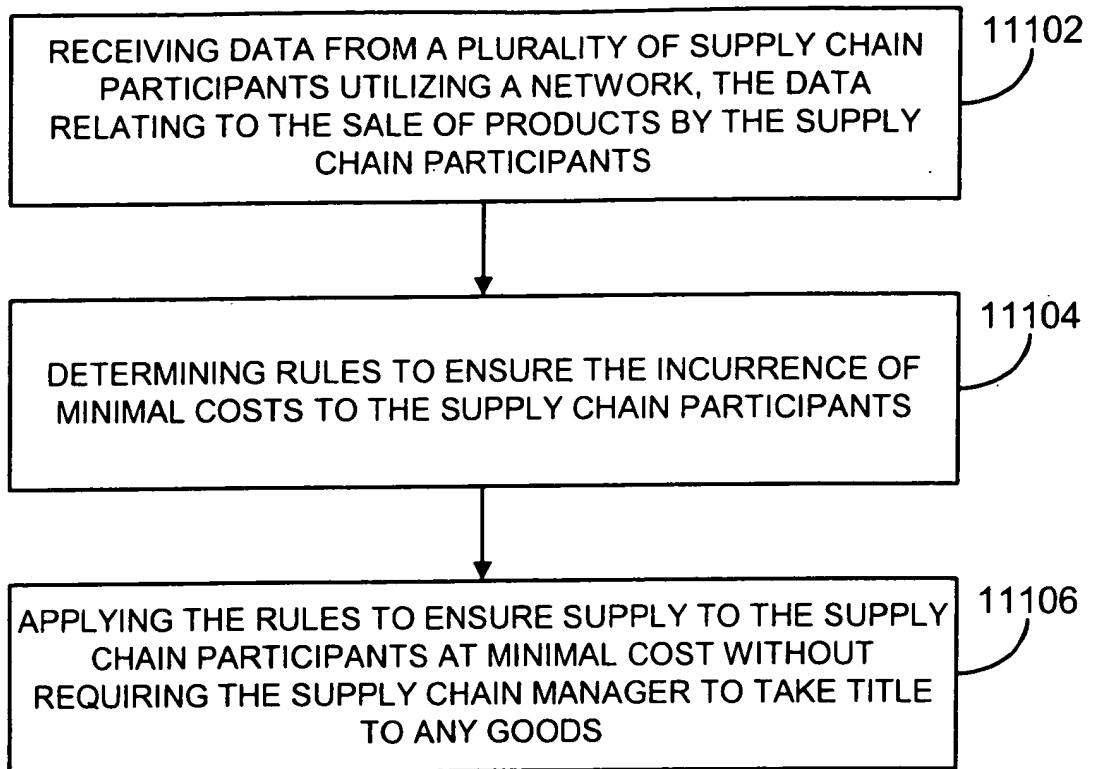 RECEIVING DATA FROM A PLURALITY OF SUPPLY CHAIN
PARTICIPANTS UTILIZING A NETWORK, THE DATA
RELATING TO THE SALE OF PRODUCTS BY THE SUPPLY
CHAIN PARTICIPANTS
11102
DETERMINING RULES TO ENSURE THE INCURRENCE OF
MINIMAL COSTS TO THE SUPPLY CHAIN PARTICIPANTS
11104
APPLYING THE RULES TO ENSURE SUPPLY TO THE SUPPLY
CHAIN PARTICIPANTS AT MINIMAL COST WITHOUT
REQUIRING THE SUPPLY CHAIN MANAGER TO TAKE TITLE
TO ANY GOODS
11106